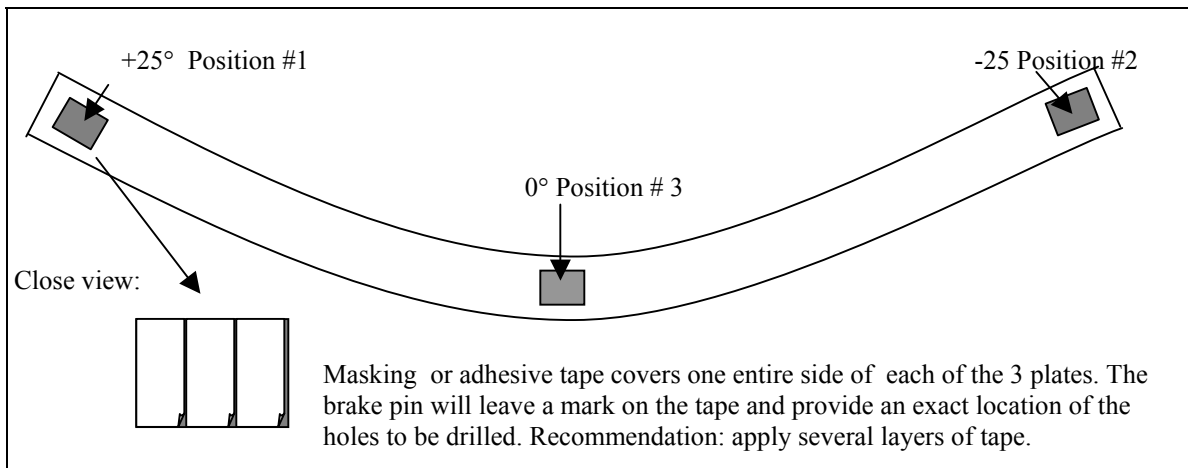 +25° Position #1
-25 Position #2
0° Position # 3
Close view:
Masking or adhesive tape covers one entire side of each of the 3 plates. The
brake pin will leave a mark on the tape and provide an exact location of the
holes to be drilled. Recommendation: apply several layers of tape.